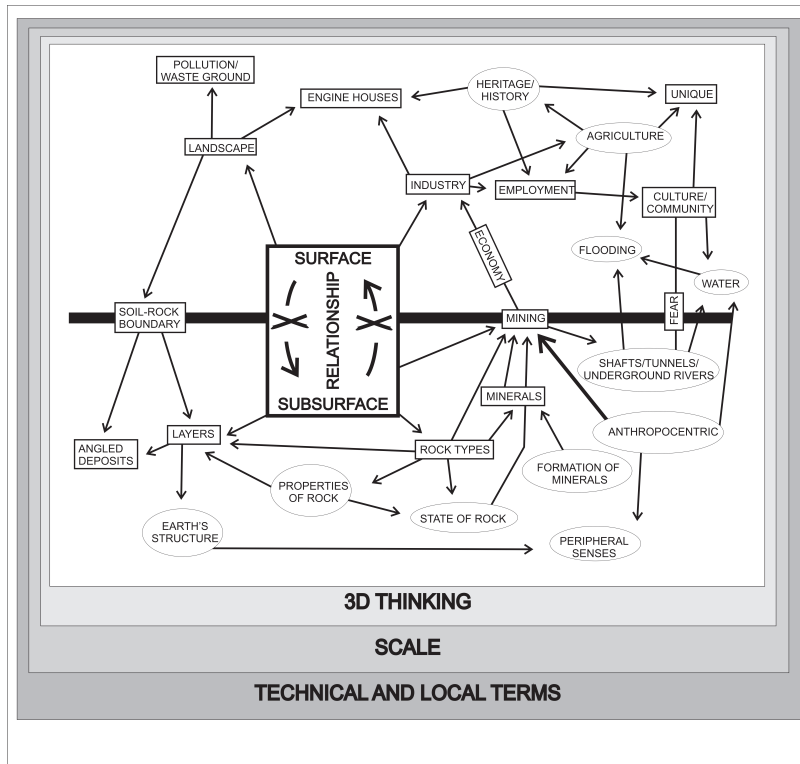 POLLUTION/
WASTE GROUND
ENGINE HOUSES
HERITAGE/
HISTORY
UNIQUE
LANDSCAPE
AGRICULTURE
INDUSTRY
EMPLOYMENT
CULTURE/
COMMUNITY
ECONOMY
FLOODING
WATER
SURFACE
RELATIONSHIP
SUBSURFACE
SOIL-ROCK
BOUNDARY
MINING
FEAR
SHAFTS/TUNNELS/
UNDERGROUND RIVERS
MINERALS
ANTHROPOCENTRIC
LAYERS
ANGLED
DEPOSITS
ROCK TYPES
FORMATION OF
MINERALS
PROPERTIES
OF ROCK
STATE OF ROCK
EARTH'S
STRUCTURE
PERIPHERAL
SENSES
3D THINKING
SCALE
TECHNICAL AND LOCAL TERMS